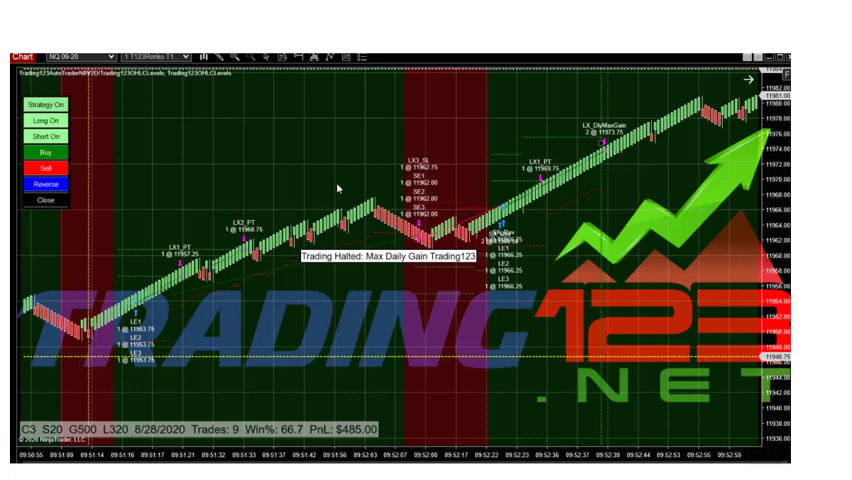 Chart NQ 09-20 1 T123Renko T1...
Trading123AutoTraderN8V2D/Trading123OHLCLevels; Trading123OHLCLevels
F
Strategy On
Long On
Short On
Buy
Sell
Reverse
Close
LX_DlyMaxGain
2 @ 11973.75
LX3_SL
1 @ 11962.75
SE1
1 @ 11962.00
SE2
1 @ 11962.00
SE3
1 @ 11962.00
LX1_PT
1 @ 11969.75
LX2_PT
1 @ 11960.75
LX1_PT
1 @ 11957.25
LE1
1 @ 11966.25
LE2
1 @ 11966.25
LE3
1 @ 11966.25
Trading Halted: Max Daily Gain Trading123
LE1
1 @ 11953.75
LE2
1 @ 11953.75
LE3
1 @ 11953.75
TRADING123
.NET
11982.00
11981.00
11980.00
11978.00
11976.00
11974.00
11972.00
11970.00
11968.00
11966.00
11964.00
11962.00
11960.00
11958.00
11956.00
11954.00
11952.00
11950.00
11948.00
11946.75
11944.00
11942.00
11940.00
11938.00
11936.00
C3 S20 G500 L320 8/28/2020 Trades: 9 Win%: 66.7 PnL: $485.00
© 2020 NinjaTrader, LLC
09:50:55 09:51:00 09:51:14 09:51:16 09:51:17 09:51:21 09:51:31 09:51:33 09:51:37 09:51:42 09:51:56 09:52:03 09:52:07 09:52:08 09:52:17 09:52:22 09:52:23 09:52:27 09:52:32 09:52:39 09:52:44 09:52:55 09:52:59